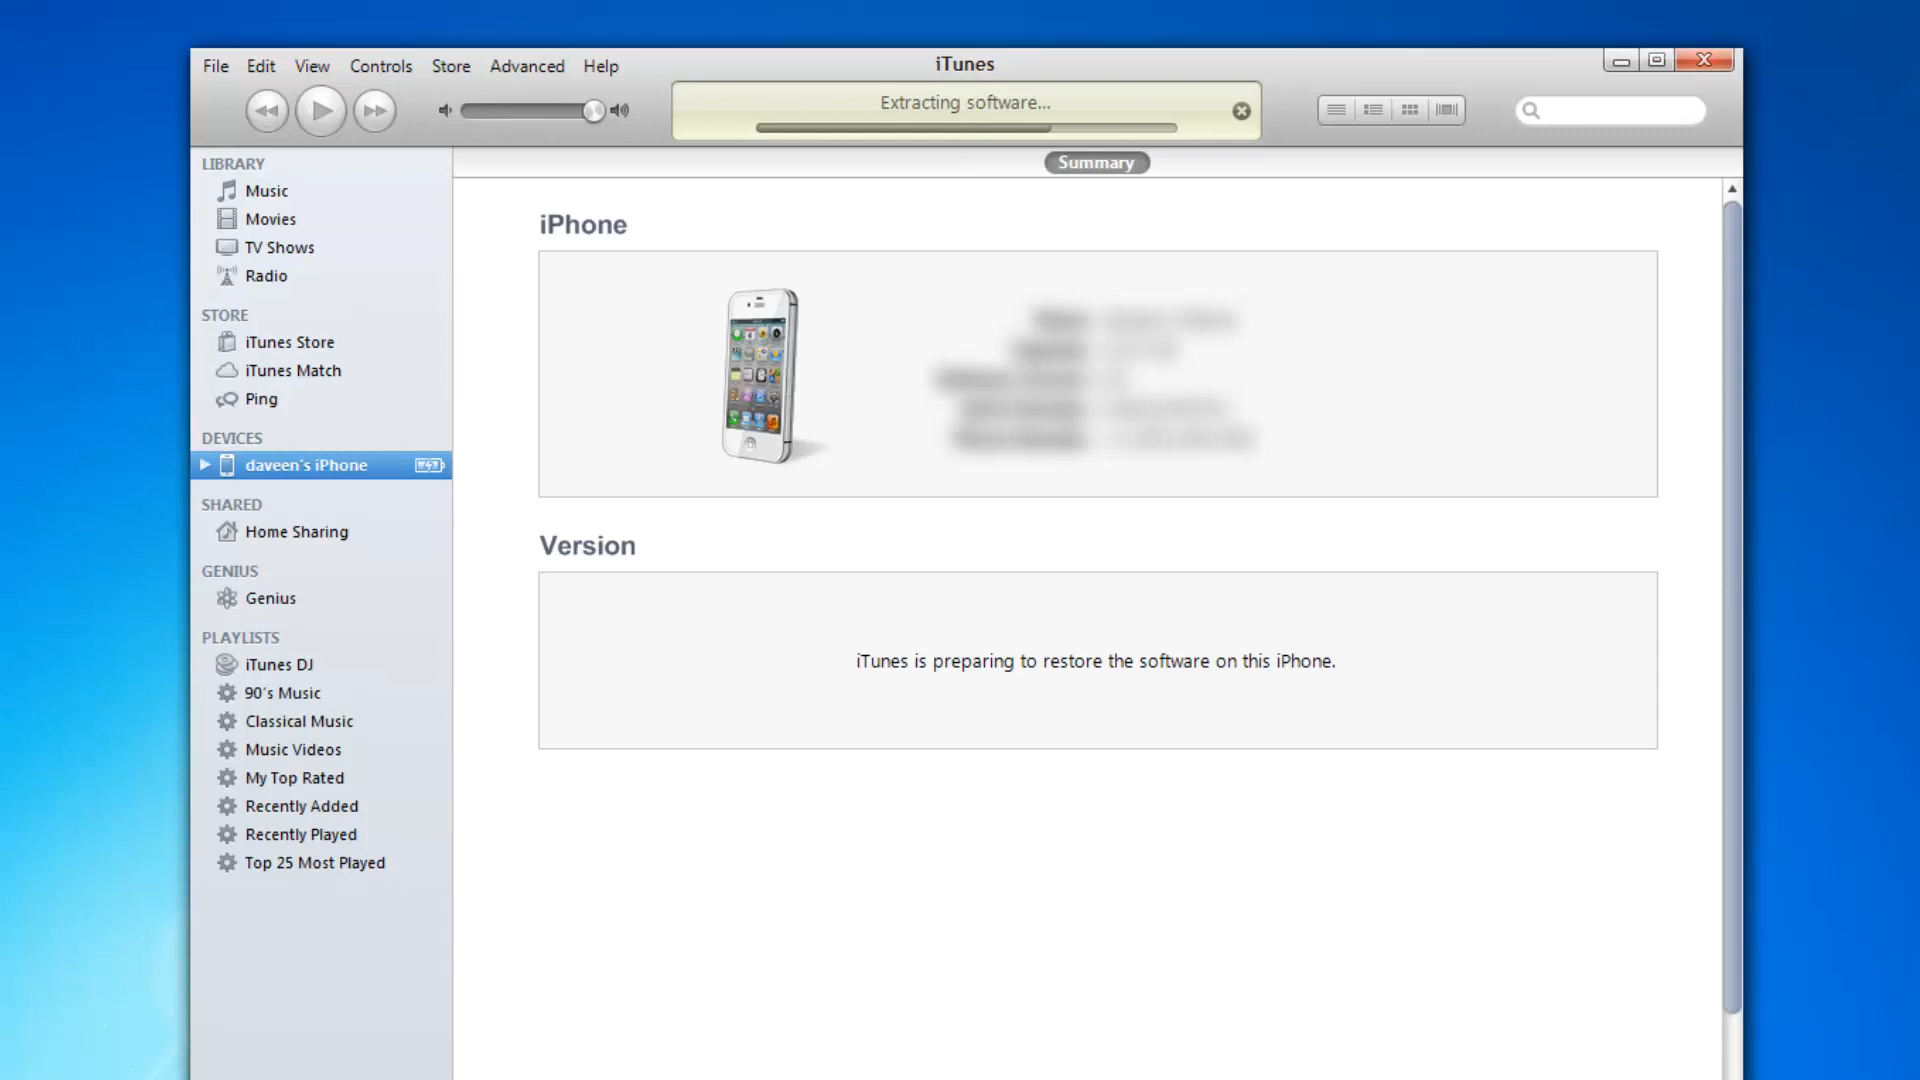 iTunes
File Edit View Controls Store Advanced Help
Extracting software...
LIBRARY
Music
Movies
TV Shows
Radio
STORE
iTunes Store
iTunes Match
Ping
DEVICES
daveen's iPhone
SHARED
Home Sharing
GENIUS
Genius
PLAYLISTS
iTunes DJ
90's Music
Classical Music
Music Videos
My Top Rated
Recently Added
Recently Played
Top 25 Most Played
Summary
iPhone
Version
iTunes is preparing to restore the software on this iPhone.